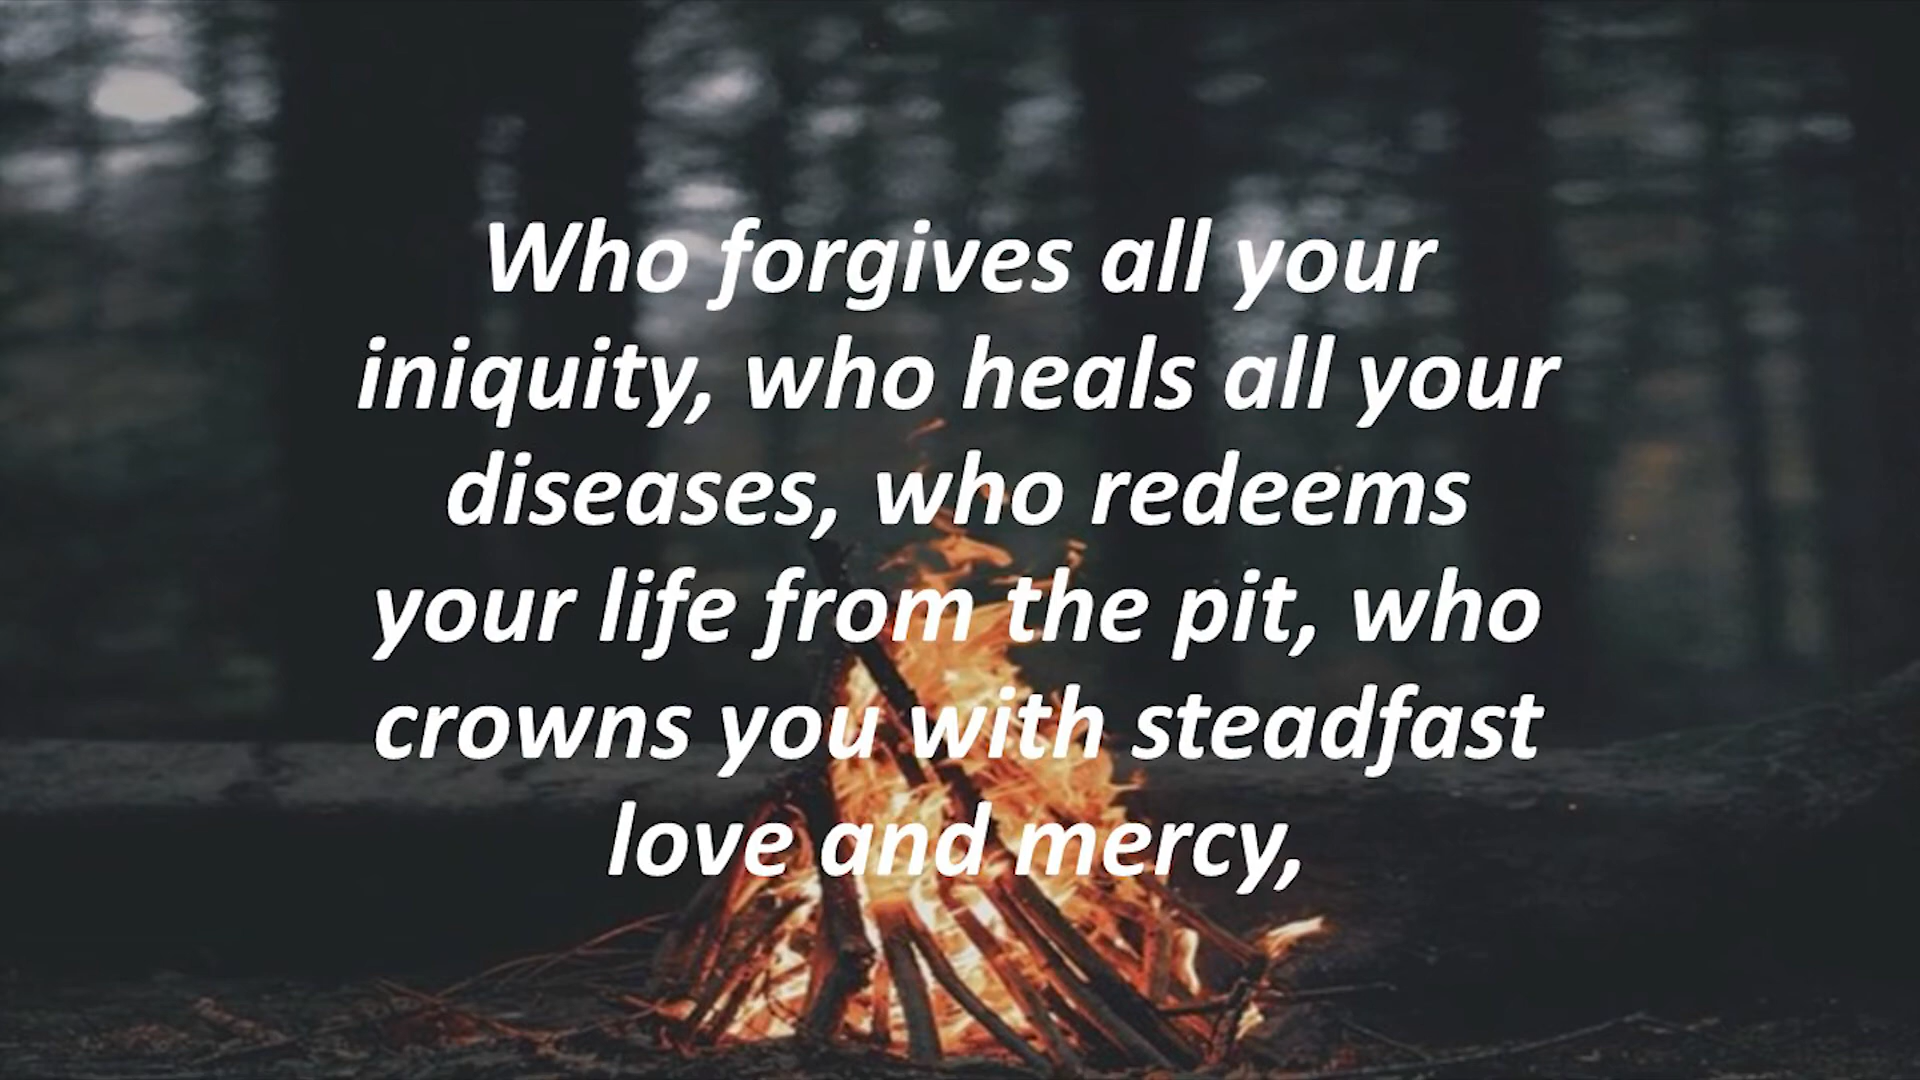 Who forgives all your
iniquity, who heals all your
diseases, who redeems
your life from the pit, who
crowns you with steadfast
love and mercy,